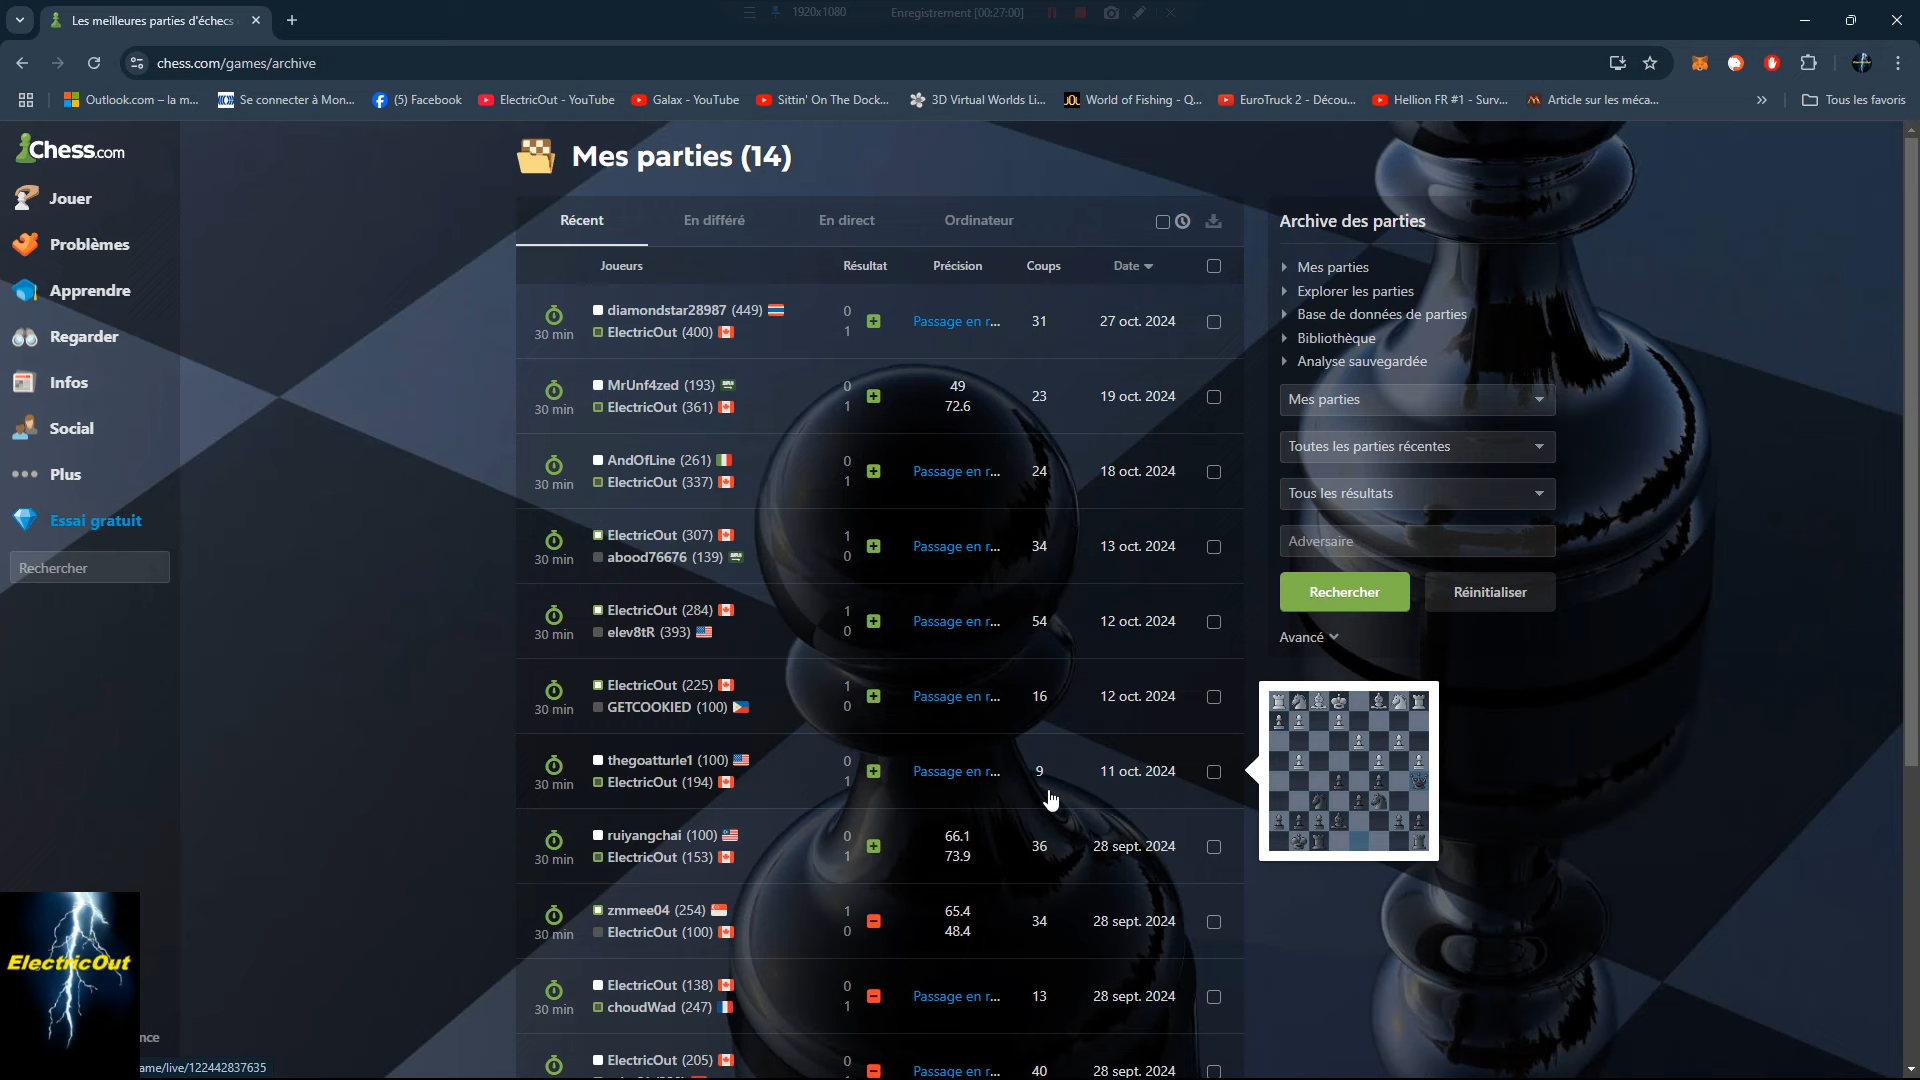 Les meilleures parties d'échecs
1920x1080
Enregistrement [00:27:00]
chess.com/games/archive
Outlook.com – la m...
Se connecter à Mon...
(5) Facebook
ElectricOut - YouTube
Galax - YouTube
Sittin' On The Dock...
3D Virtual Worlds Li...
World of Fishing - Q...
EuroTruck 2 - Décou...
Hellion FR #1 - Surv...
Article sur les méca...
Tous les favoris
Chess.com
Jouer
Problèmes
Apprendre
Regarder
Infos
Social
Plus
Essai gratuit
Rechercher
Mes parties (14)
Récent
En différé
En direct
Ordinateur
Joueurs
Résultat
Précision
Coups
Date
30 min
diamondstar28987 (449)
ElectricOut (400)
0
1
Passage en r...
31
27 oct. 2024
30 min
MrUnf4zed (193)
ElectricOut (361)
0
1
49
72.6
23
19 oct. 2024
30 min
AndOfLine (261)
ElectricOut (337)
0
1
Passage en r...
24
18 oct. 2024
30 min
ElectricOut (307)
abood76676 (139)
1
0
Passage en r...
34
13 oct. 2024
30 min
ElectricOut (284)
elev8tR (393)
1
0
Passage en r...
54
12 oct. 2024
30 min
ElectricOut (225)
GETCOOKIED (100)
1
0
Passage en r...
16
12 oct. 2024
30 min
thegoatturle1 (100)
ElectricOut (194)
0
1
Passage en r...
9
11 oct. 2024
30 min
ruiyangchai (100)
ElectricOut (153)
0
1
66.1
73.9
36
28 sept. 2024
30 min
zmmee04 (254)
ElectricOut (100)
1
0
65.4
48.4
34
28 sept. 2024
30 min
ElectricOut (138)
choudWad (247)
0
1
Passage en r...
13
28 sept. 2024
ElectricOut (205)
0
Passage en r...
40
28 sept. 2024
Archive des parties
Mes parties
Explorer les parties
Base de données de parties
Bibliothèque
Analyse sauvegardée
Mes parties
Toutes les parties récentes
Tous les résultats
Adversaire
Rechercher
Réinitialiser
Avancé
ElectricOut
nce
ame/live/122442837635